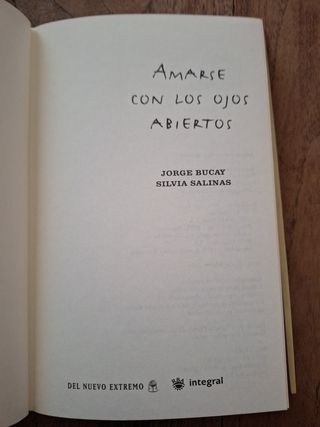 AMARSE
CON LOS OJOS
ABIERTOS
JORGE BUCAY
SILVIA SALINAS
DEL NUEVO EXTREMO integral